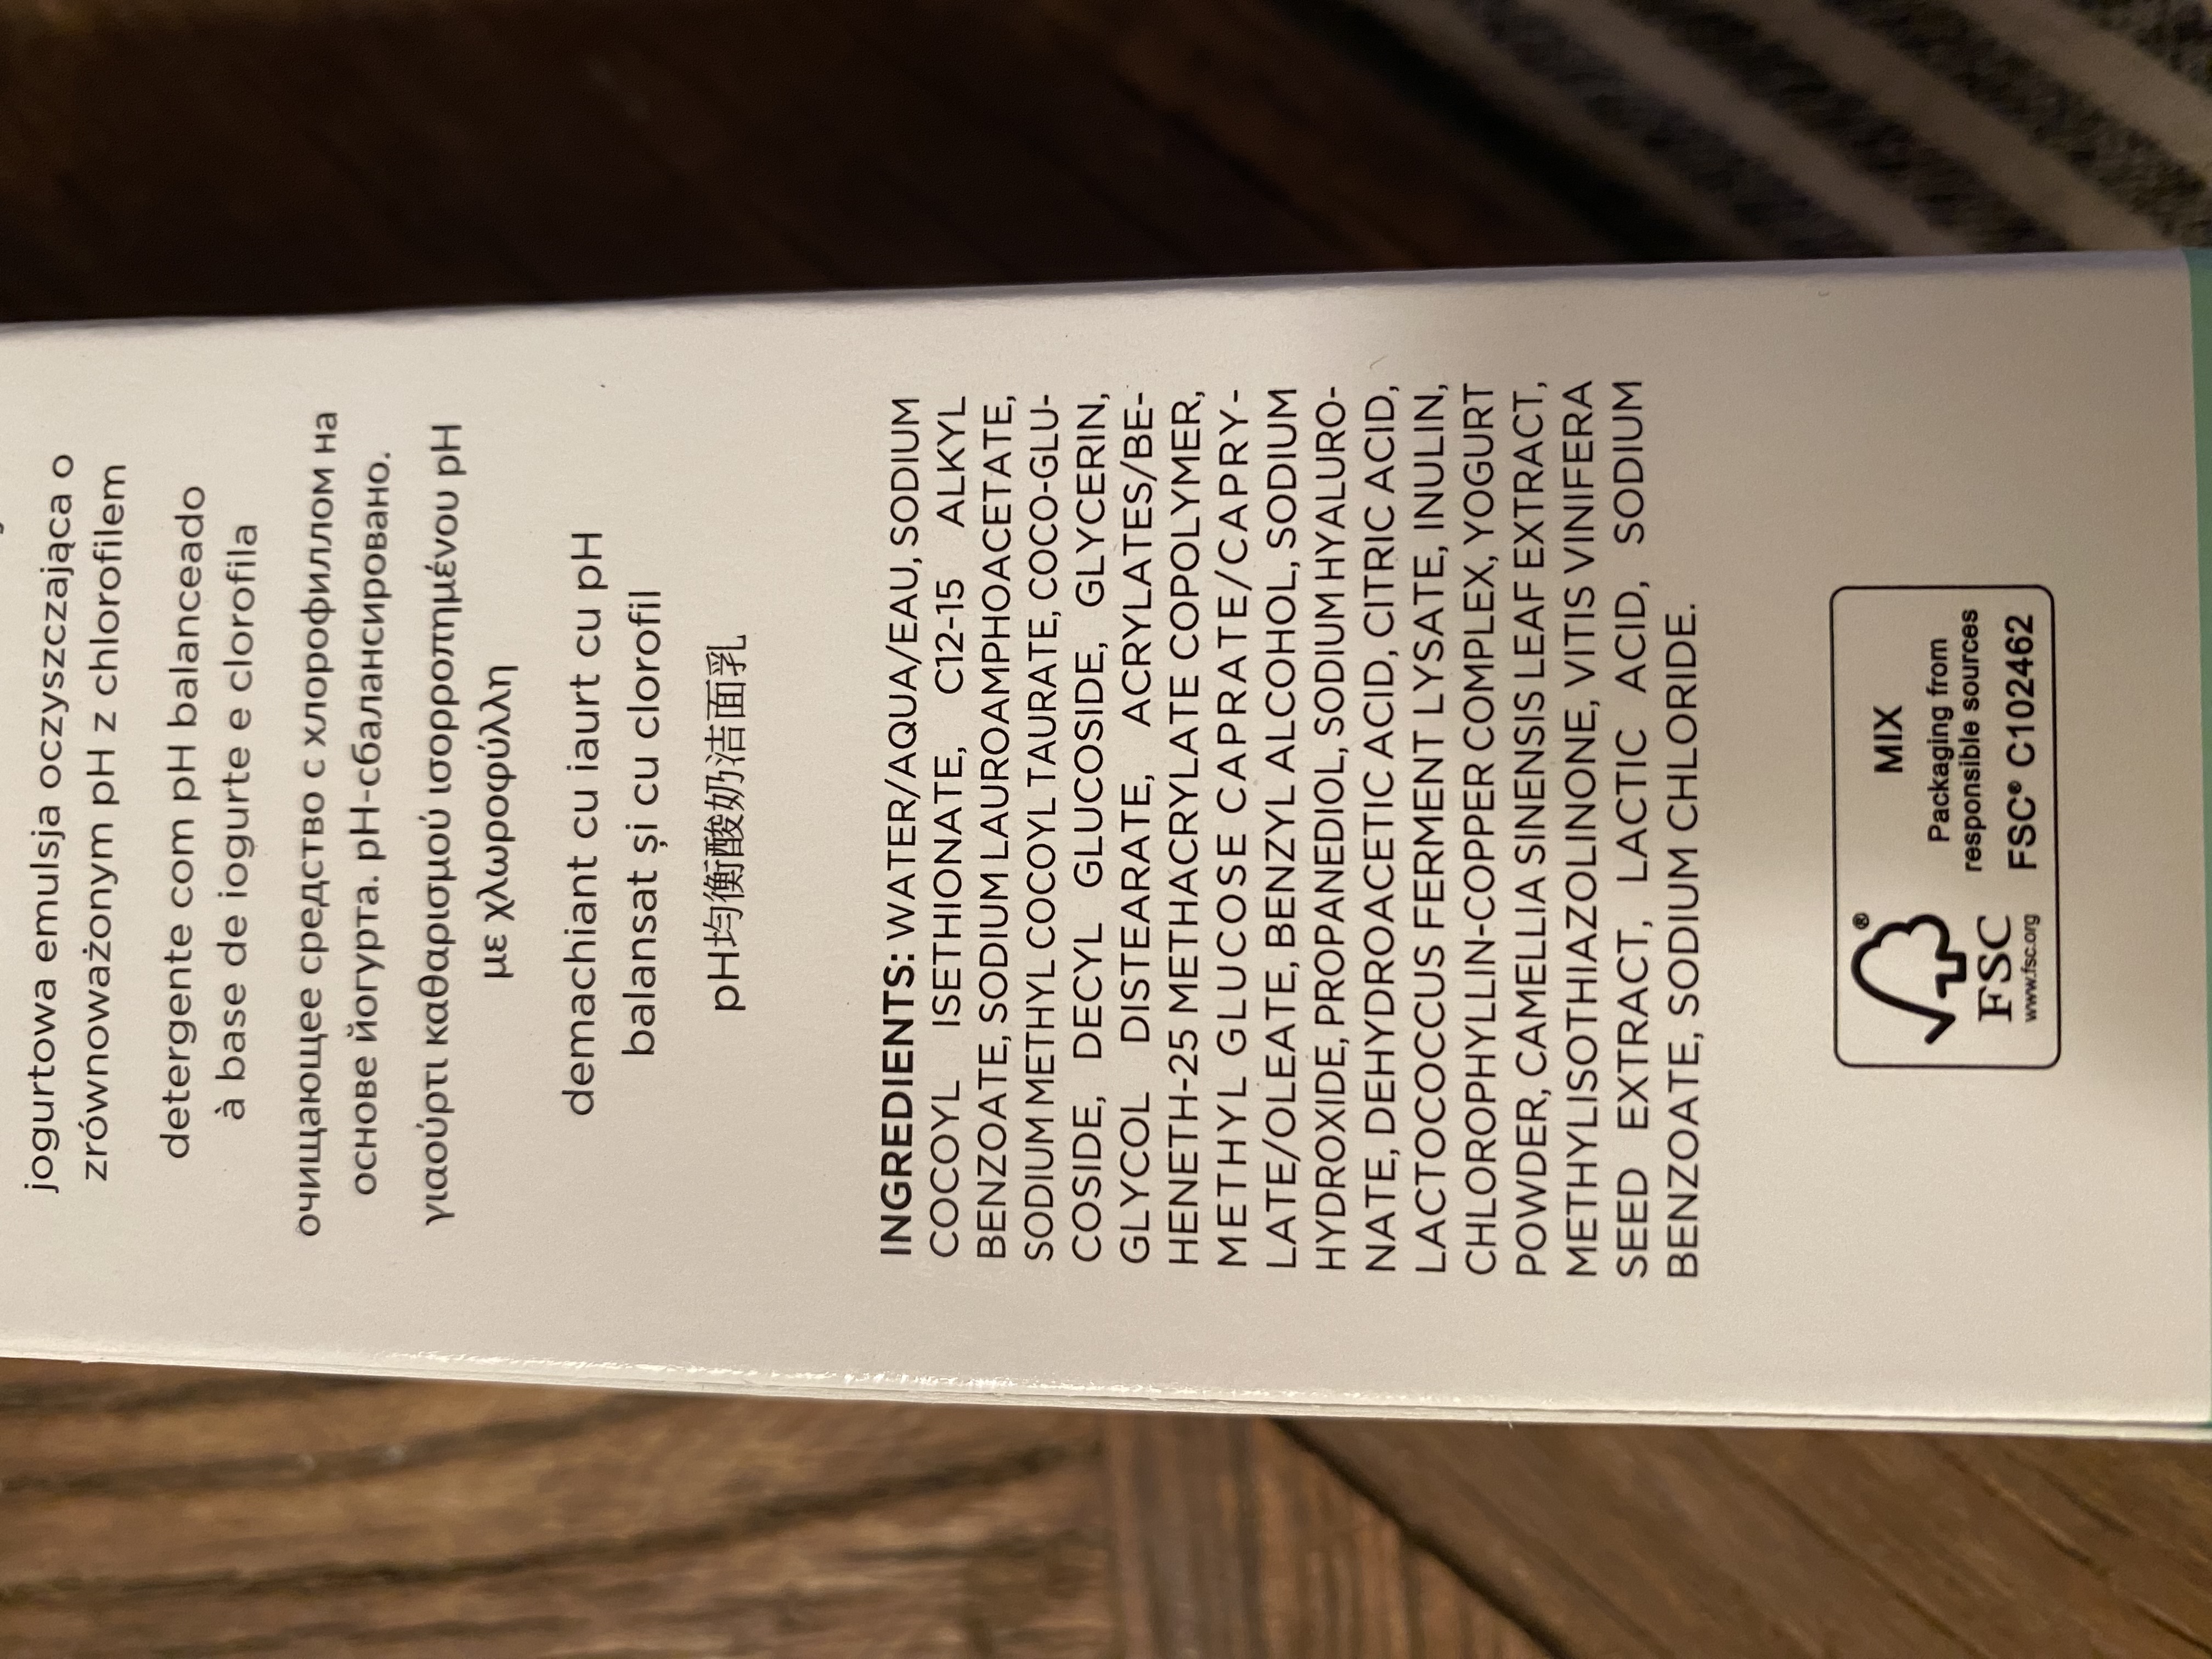 jogurtowa emulsja oczyszczająca o
zrównoważonym pH z chlorofilem
detergente com pH balanceado
à base de iogurte e clorofila
очищающее средство с хлорофиллом на
основе йогурта. pH-сбалансировано.
γιαούρτι καθαρισμού ισορροπημένου pH
με χλωροφύλλη
demachiant cu iaurt cu pH
balansat și cu clorofil
pH均衡酸奶洁面乳
INGREDIENTS: WATER/AQUA/EAU, SODIUM
COCOYL ISETHIONATE, C12-15 ALKYL
BENZOATE, SODIUM LAUROAMPHOACETATE,
SODIUM METHYL COCOYL TAURATE, COCO-GLU-
COSIDE, DECYL GLUCOSIDE, GLYCERIN,
GLYCOL DISTEARATE, ACRYLATES/BE-
HENETH-25 METHACRYLATE COPOLYMER,
METHYL GLUCOSE CAPRATE/CAPRY-
LATE/OLEATE, BENZYL ALCOHOL, SODIUM
HYDROXIDE, PROPANEDIOL, SODIUM HYALURO-
NATE, DEHYDROACETIC ACID, CITRIC ACID,
LACTOCOCCUS FERMENT LYSATE, INULIN,
CHLOROPHYLLIN-COPPER COMPLEX, YOGURT
POWDER, CAMELLIA SINENSIS LEAF EXTRACT,
METHYLISOTHIAZOLINONE, VITIS VINIFERA
SEED EXTRACT, LACTIC ACID, SODIUM
BENZOATE, SODIUM CHLORIDE.
®
FSC
www.fsc.org
MIX
Packaging from
responsible sources
FSC® C102462